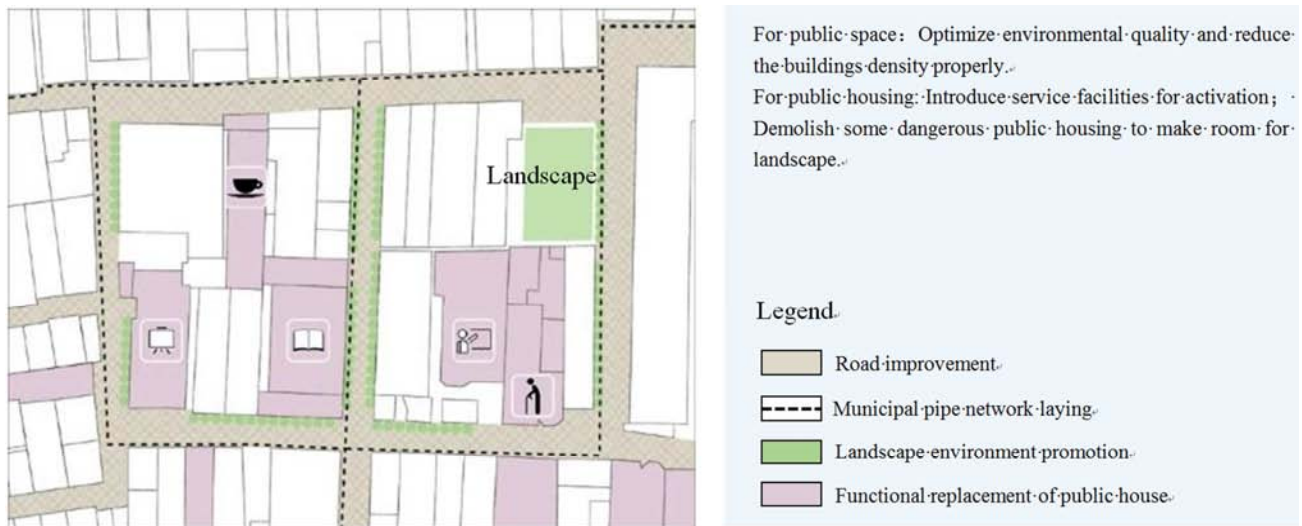 Landscape
For public space：Optimize environmental quality and reduce
the buildings density properly.
For public housing: Introduce service facilities for activation；
Demolish some dangerous public housing to make room for
landscape.
Legend
Road improvement
Municipal pipe network laying
Landscape environment promotion
Functional replacement of public house